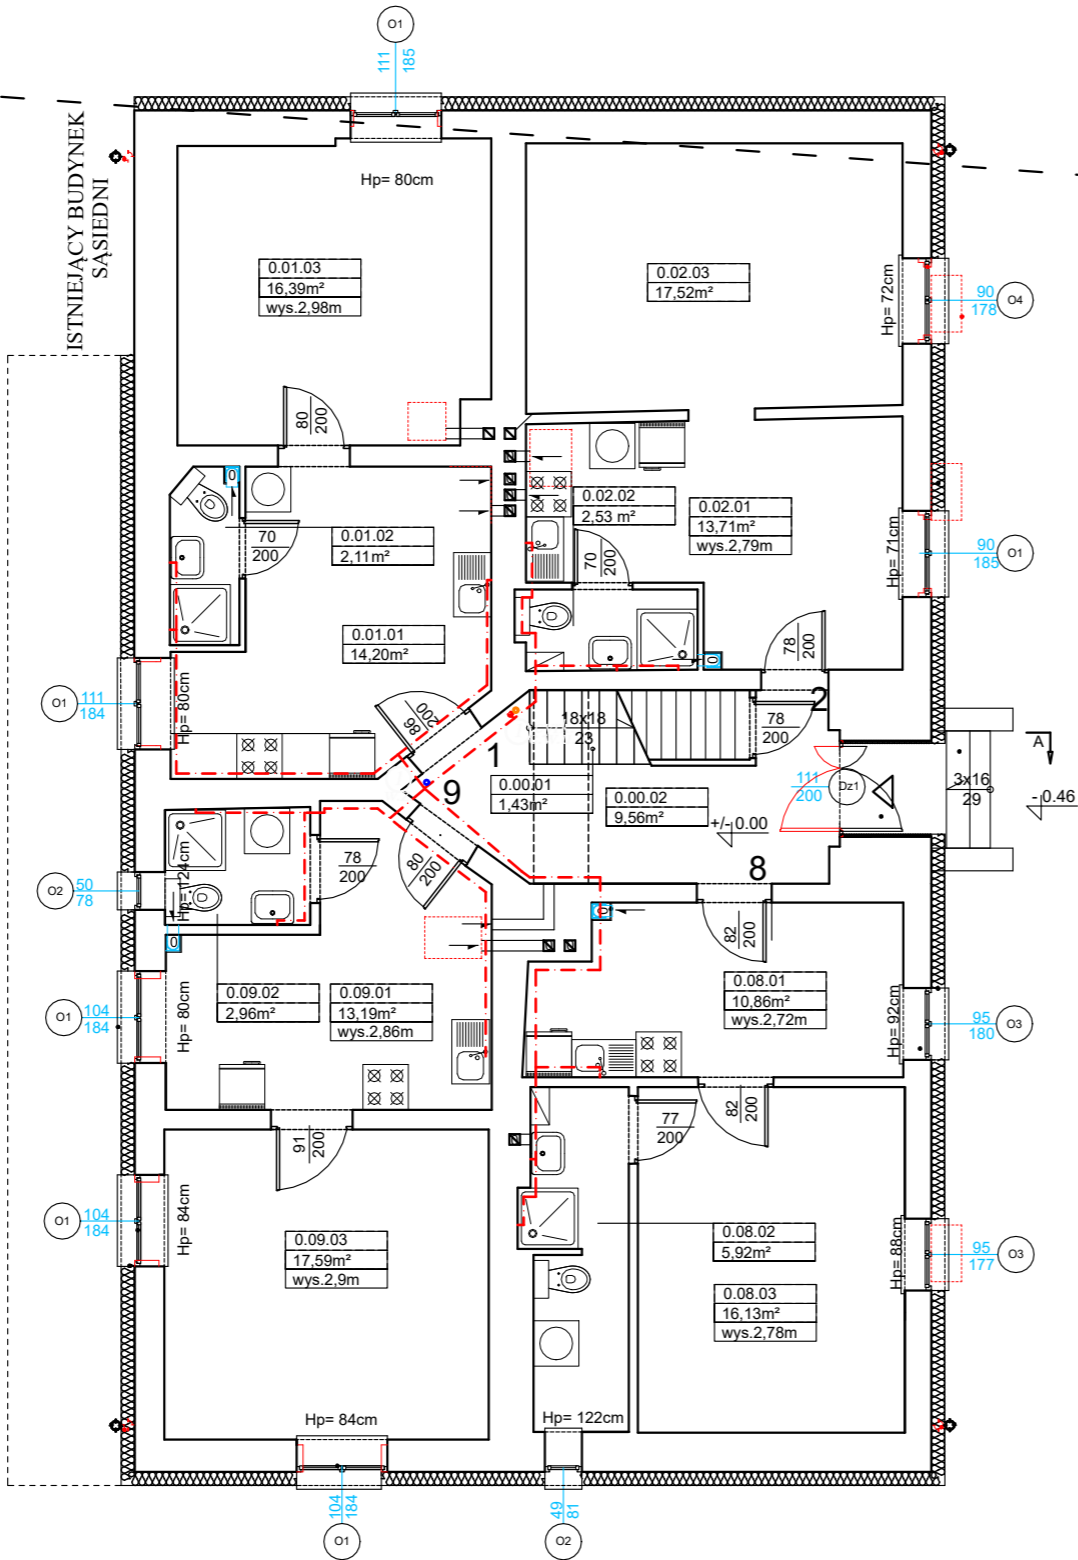 O1
111
185
ISTNIEJĄCY BUDYNEK
SĄSIEDNI
Hp= 80cm
0.01.03
16,39m²
wys.2,98m
0.02.03
17,52m²
Hp= 72cm
90
178
O4
80
200
0
70
200
0.01.02
2,11m²
0.02.02
2,53 m²
0.02.01
13,71m²
wys.2,79m
70
200
Hp= 71cm
90
185
O1
0.01.01
14,20m²
78
200
0
O1
111
184
Hp= 80cm
86
200
2
18x18
23
78
200
1
9
0.00.01
1,43m²
0.00.02
9,56m²
+/- 0.00
111
200
Dz1
3x16
29
A
- 0.46
78
200
80
200
8
O2
50
78
Hp= 124cm
0
0
82
200
0.09.02
2,96m²
0.09.01
13,19m²
wys.2,86m
0.08.01
10,86m²
wys.2,72m
O1
104
184
Hp= 80cm
Hp= 92cm
95
180
O3
91
200
77
200
82
200
O1
104
184
Hp= 84cm
0.09.03
17,59m²
wys.2,9m
0.08.02
5,92m²
Hp= 88cm
95
177
O3
0.08.03
16,13m²
wys.2,78m
Hp= 84cm
Hp= 122cm
104
184
O1
49
81
O2